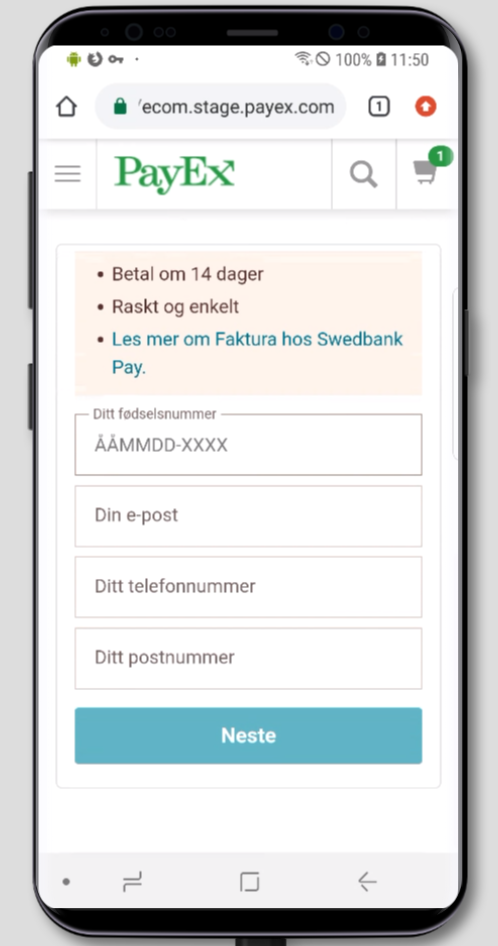 100% 11:50
/ecom.stage.payex.com
1
PayEx
1
• Betal om 14 dager
• Raskt og enkelt
• Les mer om Faktura hos Swedbank
Pay.
Ditt fødselsnummer
ÅÅMMDD-XXXX
Din e-post
Ditt telefonnummer
Ditt postnummer
Neste